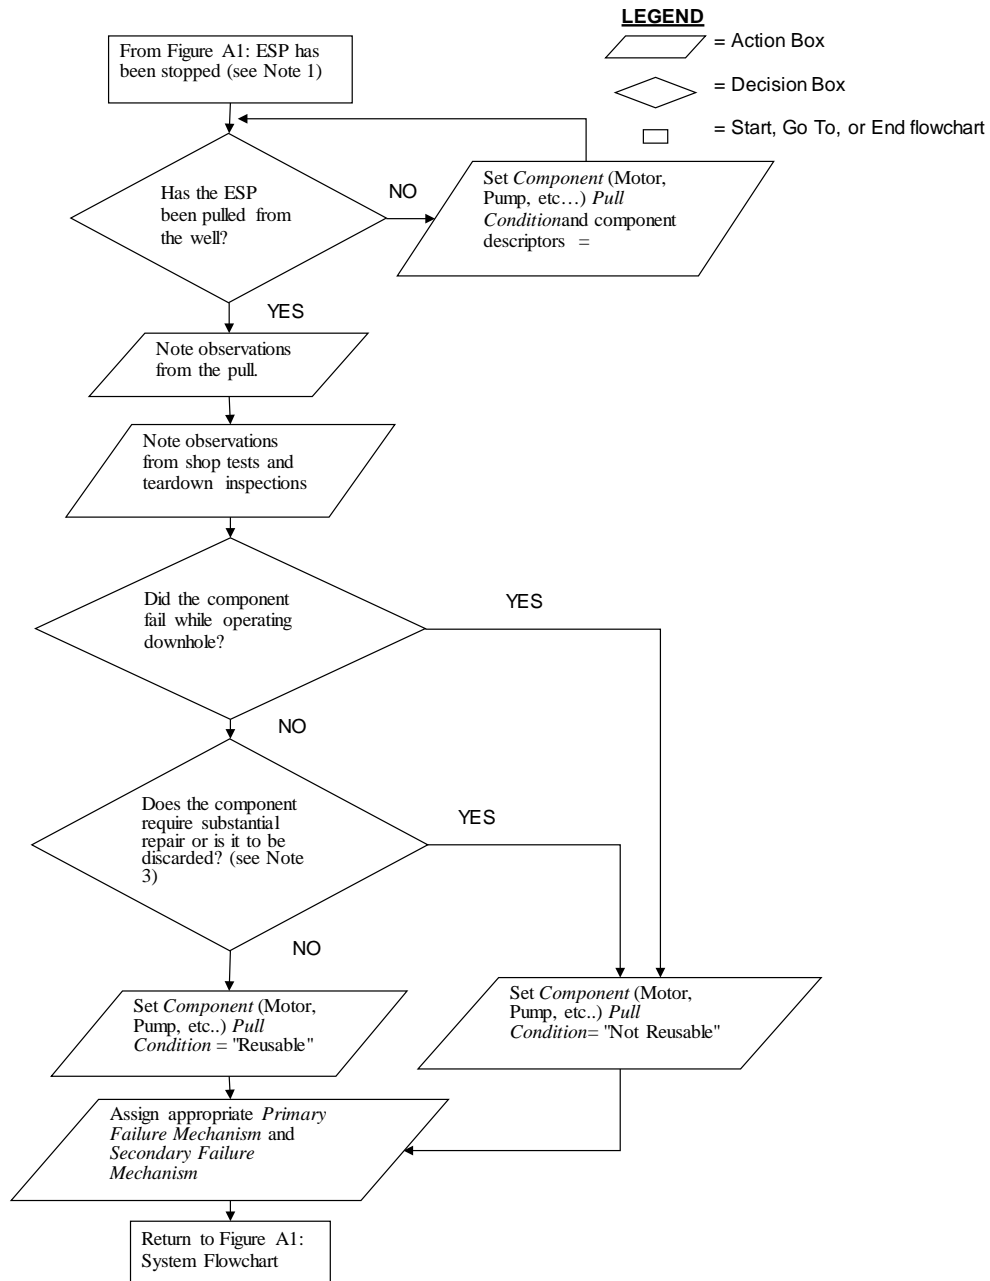 LEGEND
= Action Box
= Decision Box
= Start, Go To, or End flowchart
From Figure A1: ESP has
been stopped (see Note 1)
Has the ESP
been pulled from
the well?
NO
Set Component (Motor,
Pump, etc…) Pull
Conditionand component
descriptors =
YES
Note observations
from the pull.
Note observations
from shop tests and
teardown inspections
Did the component
fail while operating
downhole?
YES
NO
Does the component
require substantial
repair or is it to be
discarded? (see Note
3)
YES
NO
Set Component (Motor,
Pump, etc..) Pull
Condition = "Reusable"
Set Component (Motor,
Pump, etc..) Pull
Condition= "Not Reusable"
Assign appropriate Primary
Failure Mechanism and
Secondary Failure
Mechanism
Return to Figure A1:
System Flowchart